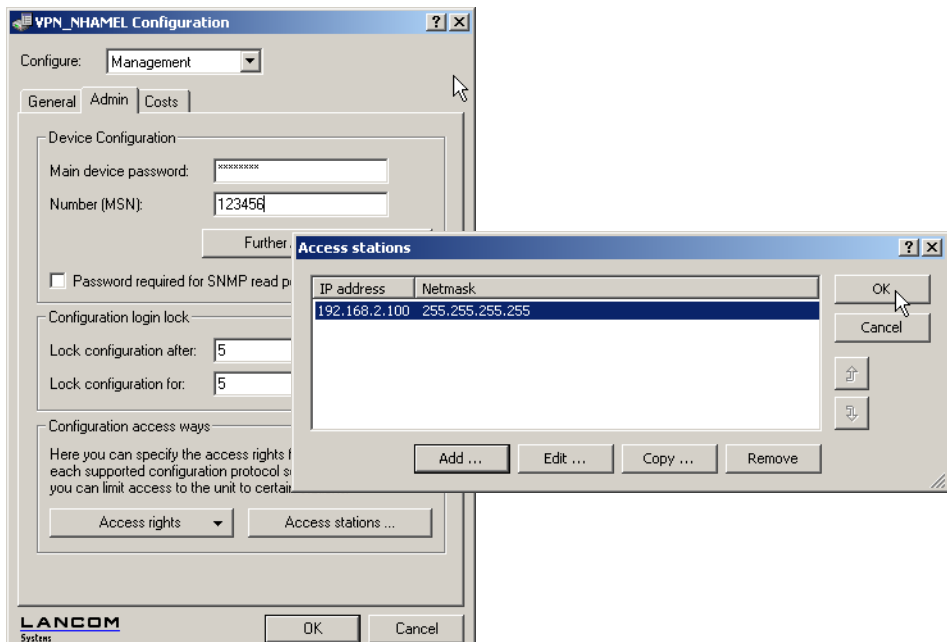 VPN_NHAMEL Configuration
Configure: Management
General Admin Costs
Device Configuration
Main device password: ********
Number (MSN): 123456
Further
Password required for SNMP read
Configuration login lock
Lock configuration after: 5
Lock configuration for: 5
Configuration access ways
Here you can specify the access rights
each supported configuration protocol
you can limit access to the unit to certain
Access rights Access stations ...
OK Cancel
LANCOM
Systems
Access stations
IP address Netmask
192.168.2.100 255.255.255.255
OK
Cancel
Add ... Edit ... Copy ... Remove